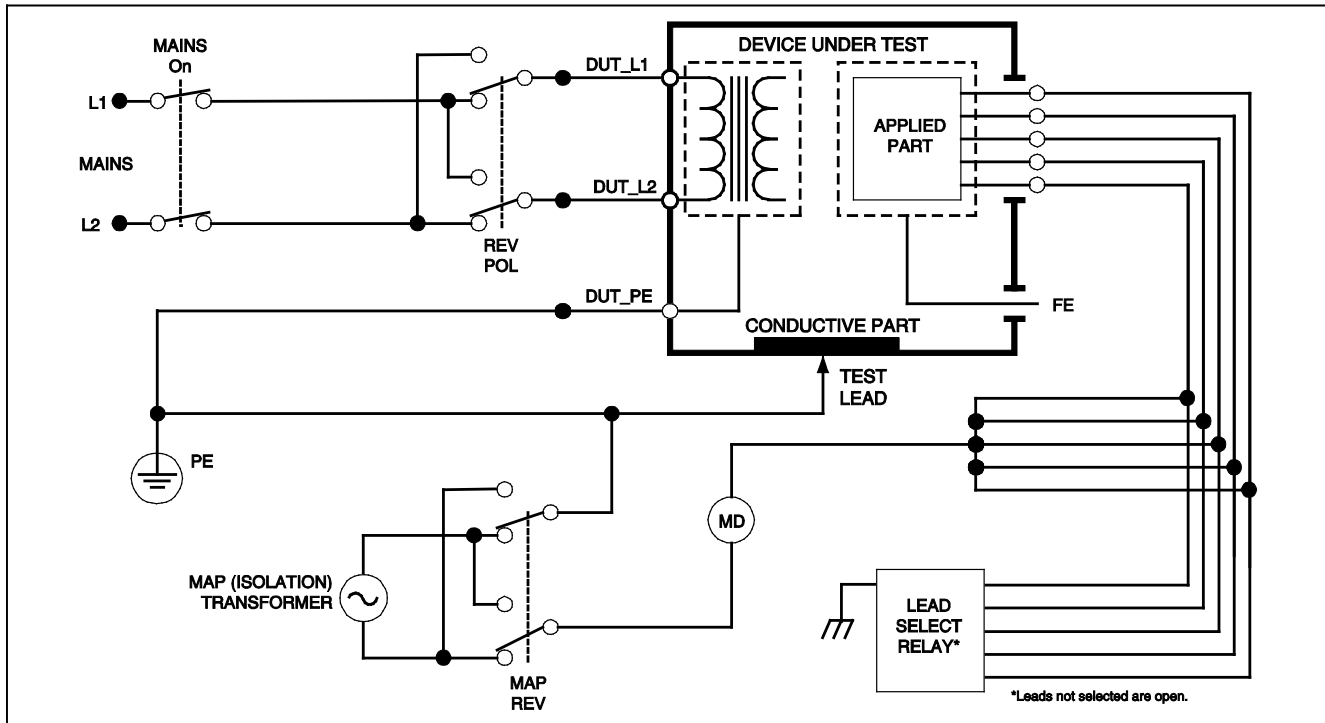 MAINS
On
L1
MAINS
L2
REV
POL
DUT_L1
DUT_L2
DUT_PE
DEVICE UNDER TEST
APPLIED
PART
FE
CONDUCTIVE PART
TEST
LEAD
PE
MAP (ISOLATION)
TRANSFORMER
MAP
REV
MD
LEAD
SELECT
RELAY*
*Leads not selected are open.